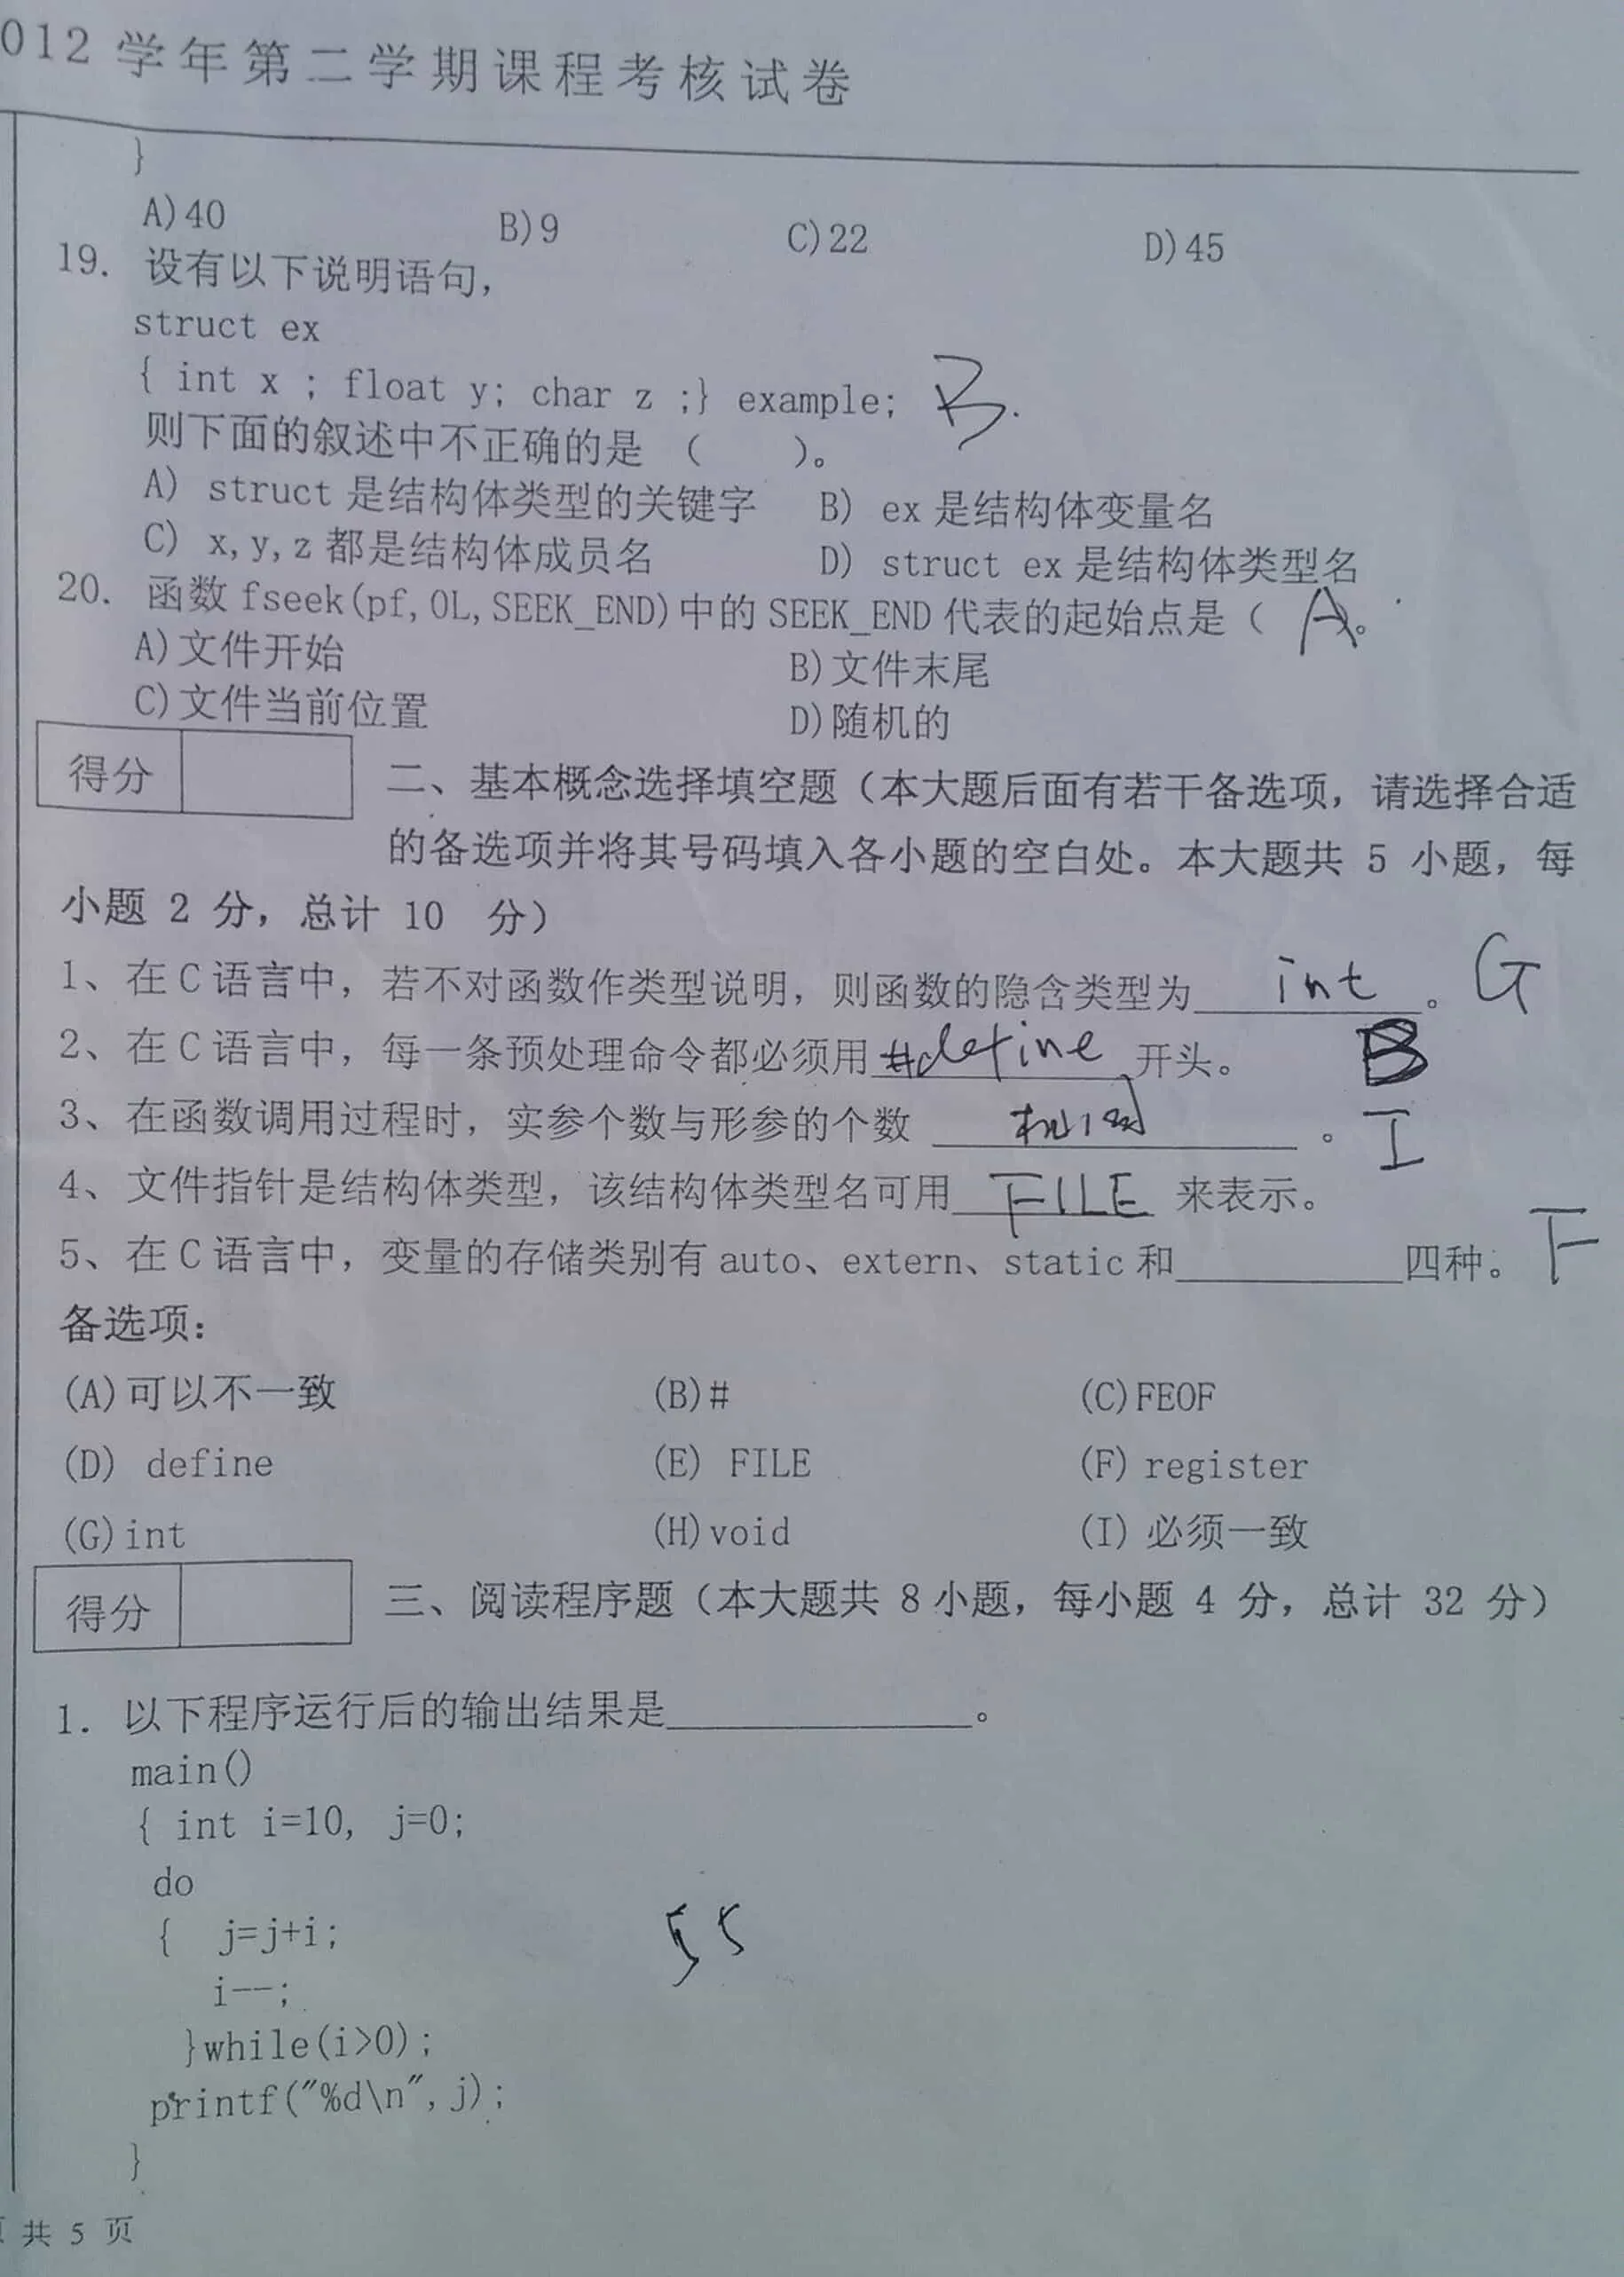 012学年第二学期课程考核试卷
}
A)40 B)9 C)22 D)45
19. 设有以下说明语句,
struct ex
{ int x ; float y; char z ;} example; B.
则下面的叙述中不正确的是 ( )。
A) struct 是结构体类型的关键字 B) ex 是结构体变量名
C) x,y,z 都是结构体成员名 D) struct ex 是结构体类型名
20. 函数 fseek(pf,0L,SEEK_END)中的 SEEK_END 代表的起始点是( A )。
A)文件开始 B)文件末尾
C)文件当前位置 D)随机的
得分
二、基本概念选择填空题(本大题后面有若干备选项,请选择合适
的备选项并将其号码填入各小题的空白处。本大题共 5 小题,每
小题 2 分,总计 10 分)
1、在 C 语言中,若不对函数作类型说明,则函数的隐含类型为 int 。 G
2、在 C 语言中,每一条预处理命令都必须用 #define 开头。 B
3、在函数调用过程时,实参个数与形参的个数 相同 。 I
4、文件指针是结构体类型,该结构体类型名可用 FILE 来表示。
5、在 C 语言中,变量的存储类别有 auto、extern、static 和________四种。 F
备选项:
(A)可以不一致 (B)# (C)FEOF
(D) define (E) FILE (F) register
(G)int (H)void (I) 必须一致
得分
三、阅读程序题(本大题共 8 小题,每小题 4 分,总计 32 分)
1. 以下程序运行后的输出结果是____________。
main()
{ int i=10, j=0;
do
{ j=j+i; 55
i--;
}while(i>0);
printf("%d\n",j);
}
页 共 5 页